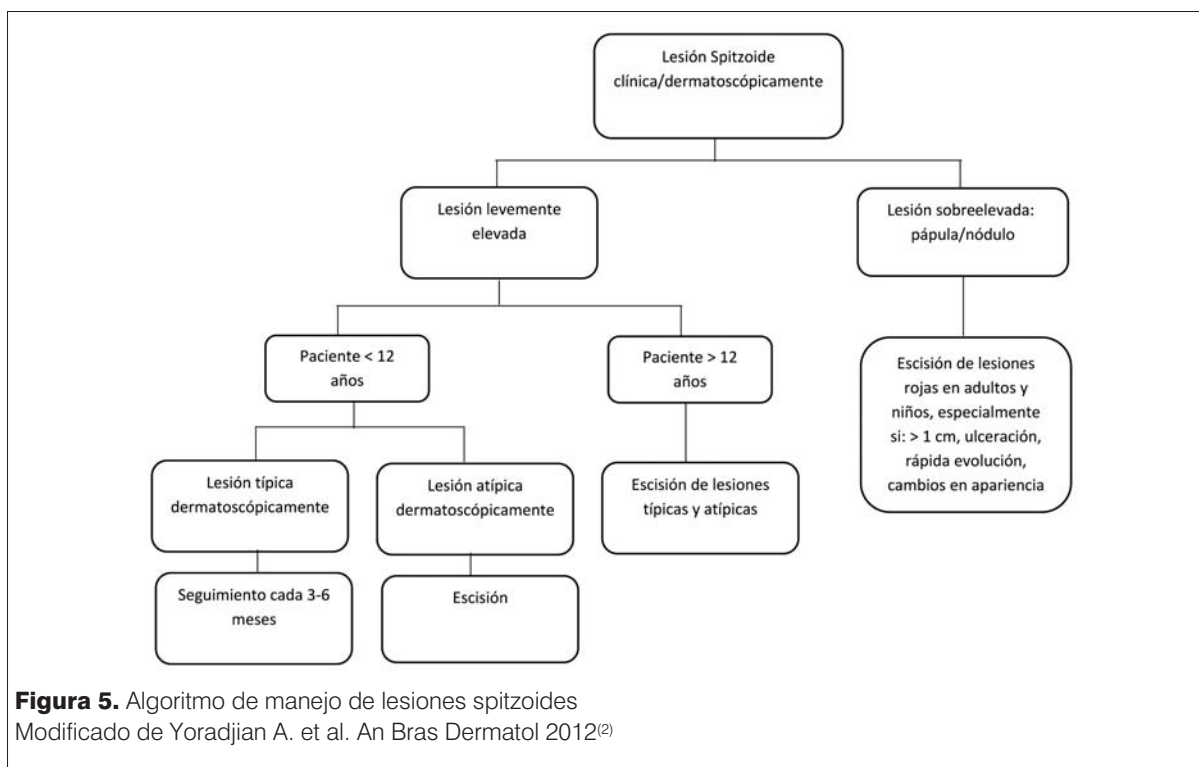 Lesión Spitzoide
clínica/dermatoscópicamente
Lesión levemente
elevada
Lesión sobreelevada:
pápula/nódulo
Paciente < 12
años
Paciente > 12
años
Escisión de lesiones
rojas en adultos y
niños, especialmente
si: > 1 cm, ulceración,
rápida evolución,
cambios en apariencia
Lesión típica
dermatoscópicamente
Lesión atípica
dermatoscópicamente
Escisión de lesiones
típicas y atípicas
Seguimiento cada 3-6
meses
Escisión
Figura 5. Algoritmo de manejo de lesiones spitzoides
Modificado de Yoradjian A. et al. An Bras Dermatol 2012(2)